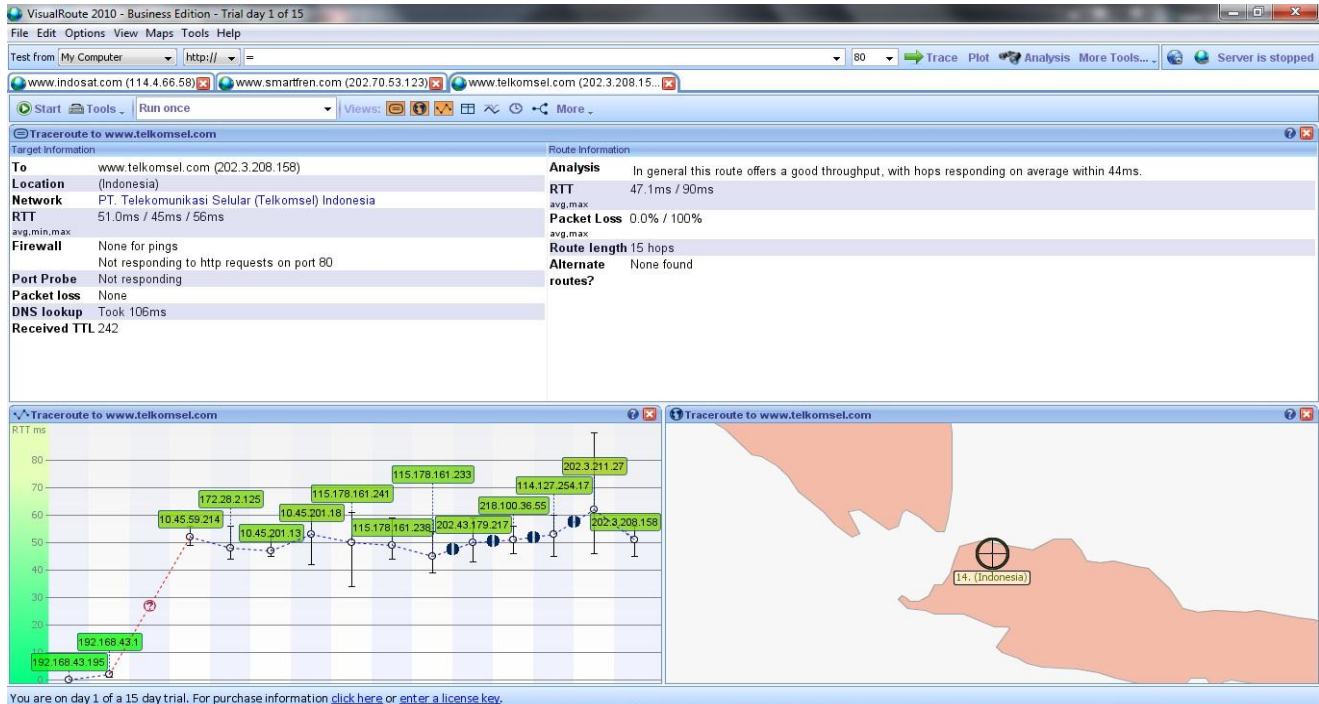 VisualRoute 2010 - Business Edition - Trial day 1 of 15
File Edit Options View Maps Tools Help
Test from My Computer http:// = 80 Trace Plot Analysis More Tools... Server is stopped
www.indosat.com (114.4.66.58) www.smartfren.com (202.70.53.123) www.telkomsel.com (202.3.208.15...
Start Tools Run once Views: More
Traceroute to www.telkomsel.com
Target Information Route Information
To www.telkomsel.com (202.3.208.158)
Location (Indonesia)
Network PT. Telekomunikasi Selular (Telkomsel) Indonesia
RTT 51.0ms / 45ms / 56ms
avg,min,max
Firewall None for pings
Not responding to http requests on port 80
Port Probe Not responding
Packet loss None
DNS lookup Took 106ms
Received TTL 242
Analysis In general this route offers a good throughput, with hops responding on average within 44ms.
RTT 47.1ms / 90ms
avg,max
Packet Loss 0.0% / 100%
avg,max
Route length 15 hops
Alternate None found
routes?
Traceroute to www.telkomsel.com
RTT ms
80
70
60
50
40
30
20
10
0
192.168.43.195
192.168.43.1
?
10.45.59.214
172.28.2.125
10.45.201.13
10.45.201.18
115.178.161.241
115.178.161.238
115.178.161.233
202.43.179.217
218.100.36.55
114.127.254.17
202.3.211.27
202.3.208.158
Traceroute to www.telkomsel.com
14. (Indonesia)
You are on day 1 of a 15 day trial. For purchase information click here or enter a license key.